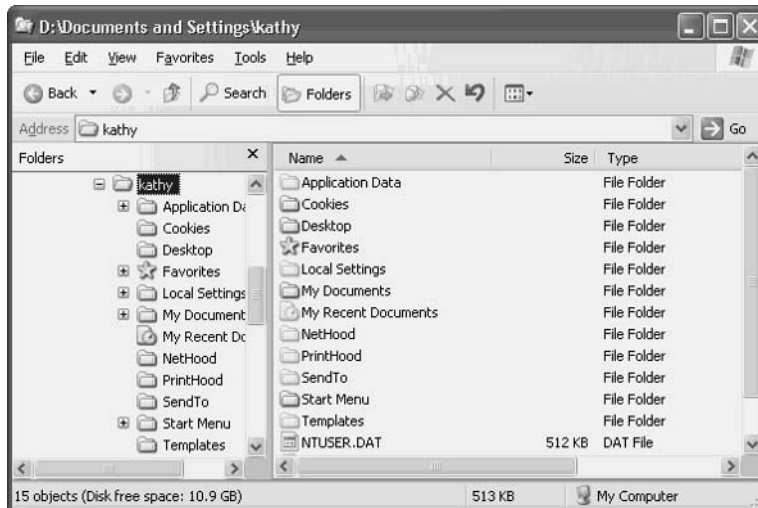 D:\Documents and Settings\kathy
File Edit View Favorites Tools Help
Back Search Folders
Address kathy Go
Folders
kathy
Application Da
Cookies
Desktop
Favorites
Local Settings
My Document
My Recent Do
NetHood
PrintHood
SendTo
Start Menu
Templates
Name Size Type
Application Data File Folder
Cookies File Folder
Desktop File Folder
Favorites File Folder
Local Settings File Folder
My Documents File Folder
My Recent Documents File Folder
NetHood File Folder
PrintHood File Folder
SendTo File Folder
Start Menu File Folder
Templates File Folder
NTUSER.DAT 512 KB DAT File
15 objects (Disk free space: 10.9 GB) 513 KB My Computer